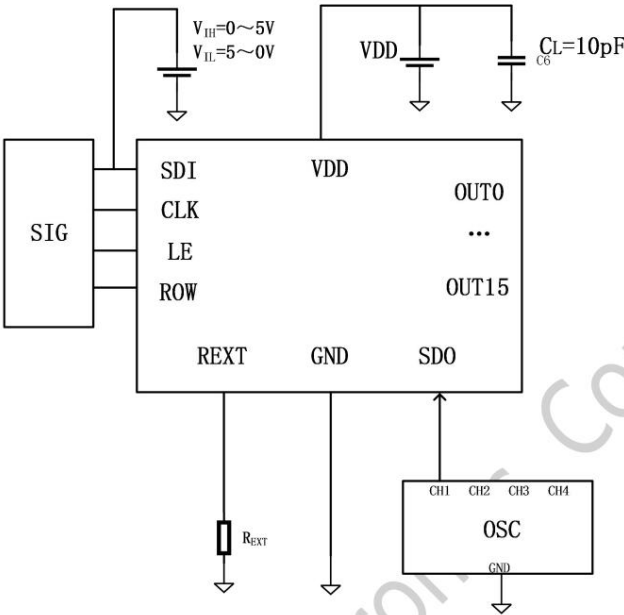 V_IH=0~5V
V_IL=5~0V
VDD
CL=10pF
C6
SIG
SDI
CLK
LE
ROW
VDD
OUT0
...
OUT15
REXT
GND
SDO
R_EXT
CH1 CH2 CH3 CH4
OSC
GND